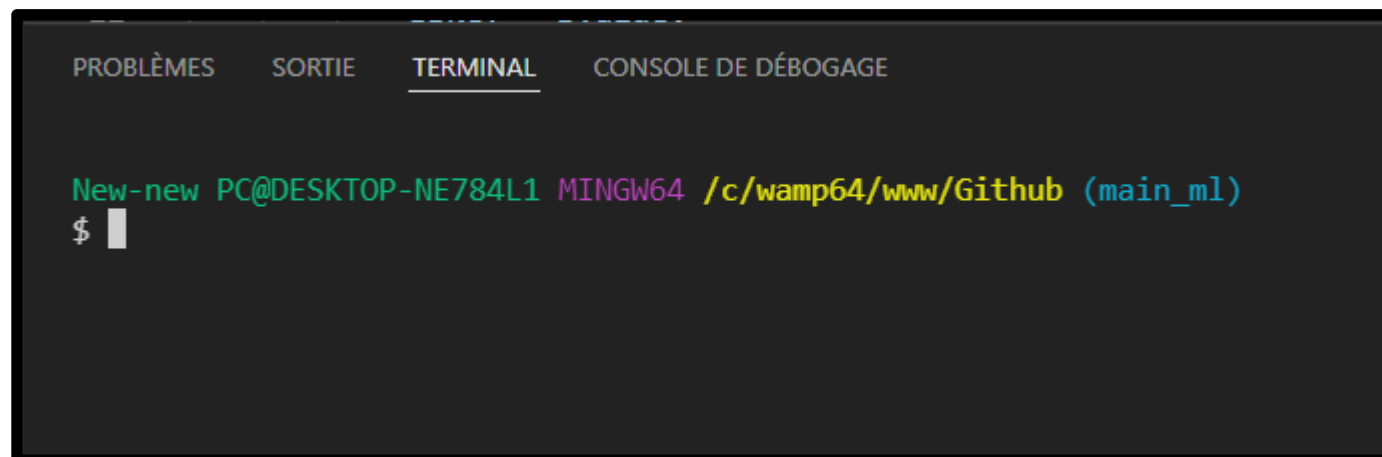 PROBLÈMES SORTIE TERMINAL CONSOLE DE DÉBOGAGE
New-new PC@DESKTOP-NE784L1 MINGW64 /c/wamp64/www/Github (main_ml)
$